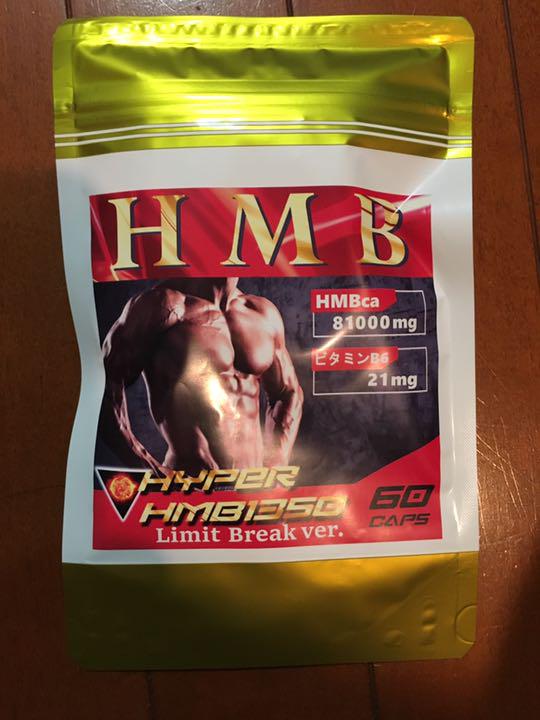 HMB
HMBca
81000mg
ビタミンB6
21mg
HYPER
HMB1350
60
CAPS
Limit Break ver.